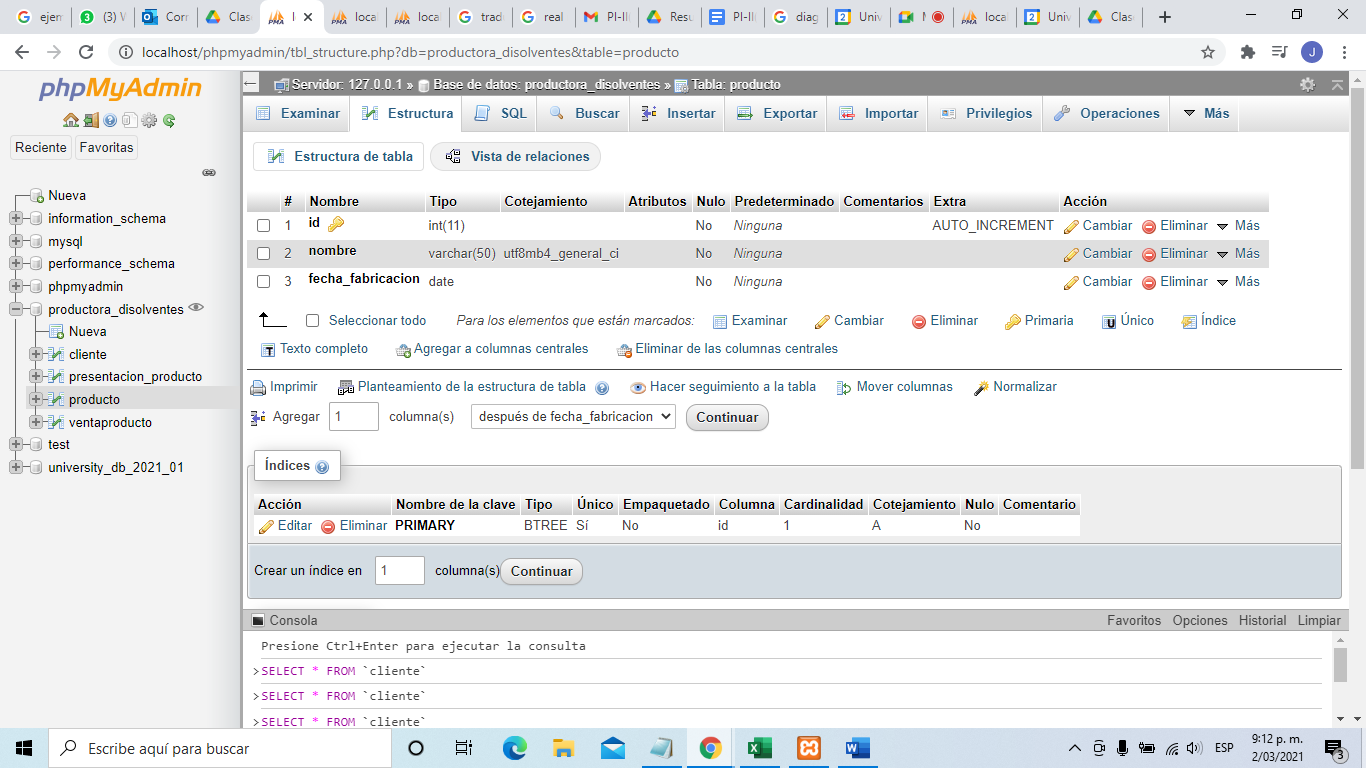 ejem
(3) W
Corr
Clase
l
local
local
trad
real
PI-II
Resu
PI-II
diag
Univ
M
local
Univ
Clas
localhost/phpmyadmin/tbl_structure.php?db=productora_disolventes&table=producto
J
phpMyAdmin
Reciente Favoritas
Nueva
information_schema
mysql
performance_schema
phpmyadmin
productora_disolventes
Nueva
cliente
presentacion_producto
producto
ventaproducto
test
university_db_2021_01
Servidor: 127.0.0.1 » Base de datos: productora_disolventes » Tabla: producto
Examinar Estructura SQL Buscar Insertar Exportar Importar Privilegios Operaciones Más
Estructura de tabla Vista de relaciones
# Nombre Tipo Cotejamiento Atributos Nulo Predeterminado Comentarios Extra Acción
1 id int(11) No Ninguna AUTO_INCREMENT Cambiar Eliminar Más
2 nombre varchar(50) utf8mb4_general_ci No Ninguna Cambiar Eliminar Más
3 fecha_fabricacion date No Ninguna Cambiar Eliminar Más
Seleccionar todo Para los elementos que están marcados: Examinar Cambiar Eliminar Primaria Único Índice
Texto completo Agregar a columnas centrales Eliminar de las columnas centrales
Imprimir Planteamiento de la estructura de tabla Hacer seguimiento a la tabla Mover columnas Normalizar
Agregar 1 columna(s) después de fecha_fabricacion Continuar
Índices
Acción Nombre de la clave Tipo Único Empaquetado Columna Cardinalidad Cotejamiento Nulo Comentario
Editar Eliminar PRIMARY BTREE Sí No id 1 A No
Crear un índice en 1 columna(s) Continuar
Consola Favoritos Opciones Historial Limpiar
Presione Ctrl+Enter para ejecutar la consulta
>SELECT * FROM `cliente`
>SELECT * FROM `cliente`
>SELECT * FROM `cliente`
Escribe aquí para buscar
ESP
9:12 p. m.
2/03/2021
3